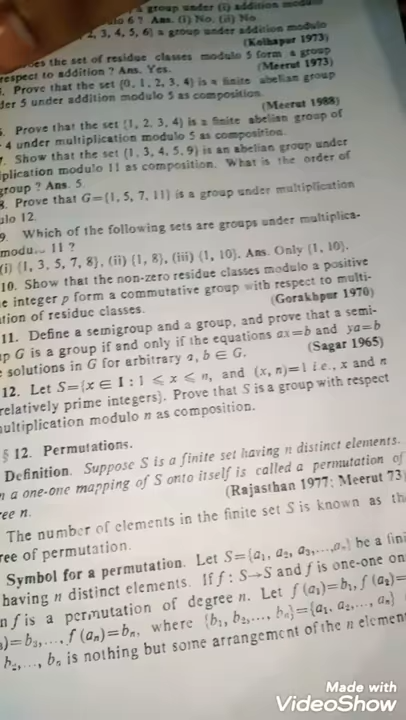 a group under (i) addition modulo
6 ? Ans. (i) No. (ii) No
2, 3, 4, 5, 6} a group under addition modulo
(Kolhapur 1973)
oes the set of residue classes modulo 5 form a group
respect to addition ? Ans. Yes. (Meerut 1973)
. Prove that the set {0, 1, 2, 3, 4} is a finite abelian group
der 5 under addition modulo 5 as composition.
(Meerut 1988)
. Prove that the set {1, 2, 3, 4} is a finite abelian group of
4 under multiplication modulo 5 as composition.
. Show that the set {1, 3, 4, 5, 9} is an abelian group under
iplication modulo 11 as composition. What is the order of
group ? Ans. 5.
8. Prove that G={1, 5, 7, 11} is a group under multiplication
ulo 12.
9. Which of the following sets are groups under multiplica-
modu.. 11 ?
(i) {1, 3, 5, 7, 8}, (ii) {1, 8}, (iii) {1, 10}. Ans. Only {1, 10}.
10. Show that the non-zero residue classes modulo a positive
e integer p form a commutative group with respect to multi-
ation of residue classes. (Gorakhpur 1970)
11. Define a semigroup and a group, and prove that a semi-
p G is a group if and only if the equations ax=b and ya=b
e solutions in G for arbitrary a, b ∈ G. (Sagar 1965)
12. Let S={x ∈ I : 1 ⩽ x ⩽ n, and (x, n)=1 i.e., x and n
relatively prime integers}. Prove that S is a group with respect
multiplication modulo n as composition.
§ 12. Permutations.
Definition. Suppose S is a finite set having n distinct elements.
n a one-one mapping of S onto itself is called a permutation of
ree n. (Rajasthan 1977; Meerut 73)
The number of elements in the finite set S is known as th
ree of permutation.
Symbol for a permutation. Let S={a₁, a₂, a₃,...,aₙ} be a fini
having n distinct elements. If f : S→S and f is one-one on
n f is a permutation of degree n. Let f (a₁)=b₁, f (a₂)=
)=b₃,..., f (aₙ)=bₙ, where {b₁, b₂,..., bₙ}={a₁, a₂,..., aₙ}
b₂,..., bₙ is nothing but some arrangement of the n elemen
Made with
VideoShow